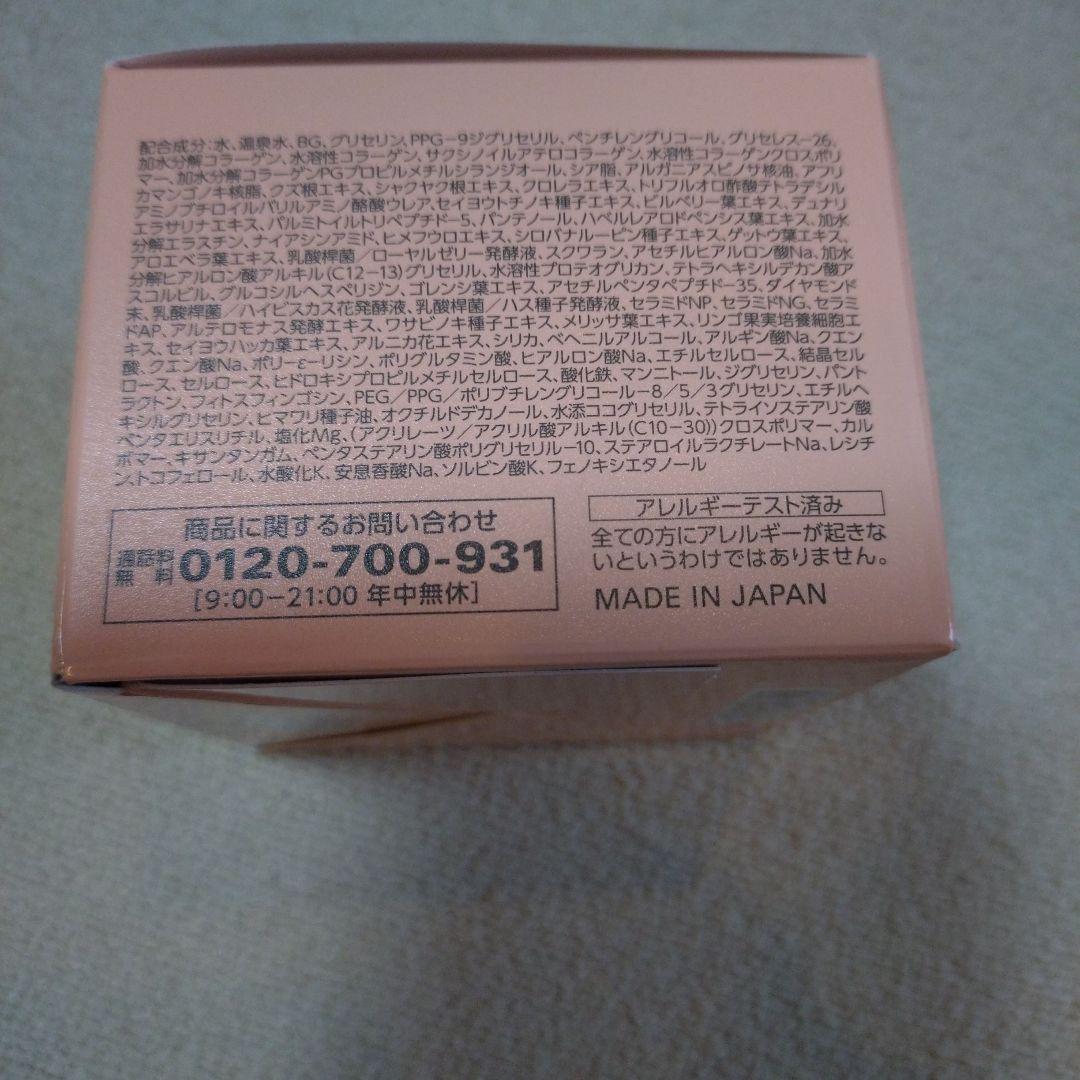 配合成分：水、温泉水、BG、グリセリン、PPG－9ジグリセリル、ペンチレングリコール、グリセレス－26、
加水分解コラーゲン、水溶性コラーゲン、サクシノイルアテロコラーゲン、水溶性コラーゲンクロスポリ
マー、加水分解コラーゲンPGプロピルメチルシランジオール、シア脂、アルガニアスピノサ核油、アフリ
カマンゴノキ核脂、クズ根エキス、シャクヤク根エキス、クロレラエキス、トリフルオロ酢酸テトラデシル
アミノブチロイルバリルアミノ酪酸ウレア、セイヨウトチノキ種子エキス、ビルベリー葉エキス、デュナリ
エラサリナエキス、パルミトイルトリペプチド－5、パンテノール、ハベルレアロドペンシス葉エキス、加水
分解エラスチン、ナイアシンアミド、ヒメフウロエキス、シロバナルーピン種子エキス、ゲットウ葉エキス、
アロエベラ葉エキス、乳酸桿菌／ローヤルゼリー発酵液、スクワラン、アセチルヒアルロン酸Na、加水
分解ヒアルロン酸アルキル(C12－13)グリセリル、水溶性プロテオグリカン、テトラヘキシルデカン酸ア
スコルビル、グルコシルヘスペリジン、ゴレンシ葉エキス、アセチルペンタペプチド－35、ダイヤモンド
末、乳酸桿菌／ハイビスカス花発酵液、乳酸桿菌／ハス種子発酵液、セラミドNP、セラミドNG、セラミ
ドAP、アルテロモナス発酵エキス、ワサビノキ種子エキス、メリッサ葉エキス、リンゴ果実培養細胞エ
キス、セイヨウハッカ葉エキス、アルニカ花エキス、シリカ、ベヘニルアルコール、アルギン酸Na、クエン
酸、クエン酸Na、ポリ－ε－リシン、ポリグルタミン酸、ヒアルロン酸Na、エチルセルロース、結晶セル
ロース、セルロース、ヒドロキシプロピルメチルセルロース、酸化鉄、マンニトール、ジグリセリン、パント
ラクトン、フィトスフィンゴシン、PEG／PPG／ポリブチレングリコール－8／5／3グリセリン、エチルヘ
キシルグリセリン、ヒマワリ種子油、オクチルドデカノール、水添ココグリセリル、テトライソステアリン酸
ペンタエリスリチル、塩化Mg、(アクリレーツ／アクリル酸アルキル(C10－30))クロスポリマー、カル
ボマー、キサンタンガム、ペンタステアリン酸ポリグリセリル－10、ステアロイルラクチレートNa、レシチ
ン、トコフェロール、水酸化K、安息香酸Na、ソルビン酸K、フェノキシエタノール
商品に関するお問い合わせ
通話料無料 0120-700-931
[9:00－21:00 年中無休]
アレルギーテスト済み
全ての方にアレルギーが起きな
いというわけではありません。
MADE IN JAPAN